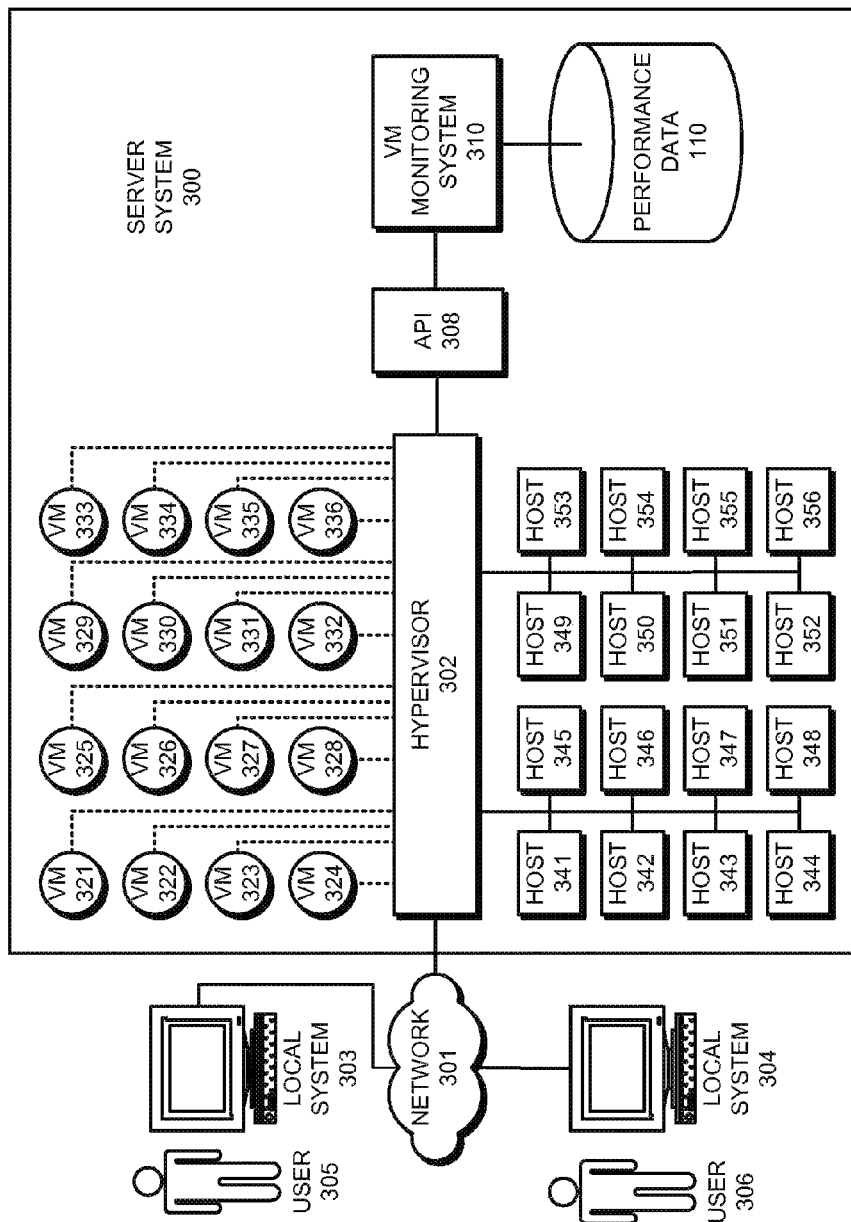 SERVER
SYSTEM
300
VM
321
VM
325
VM
329
VM
333
VM
322
VM
326
VM
330
VM
334
VM
323
VM
327
VM
331
VM
335
VM
324
VM
328
VM
332
VM
336
USER
305
LOCAL
SYSTEM
303
NETWORK
301
HYPERVISOR
302
API
308
VM
MONITORING
SYSTEM
310
PERFORMANCE
DATA
110
USER
306
LOCAL
SYSTEM
304
HOST
341
HOST
345
HOST
349
HOST
353
HOST
342
HOST
346
HOST
350
HOST
354
HOST
343
HOST
347
HOST
351
HOST
355
HOST
344
HOST
348
HOST
352
HOST
356